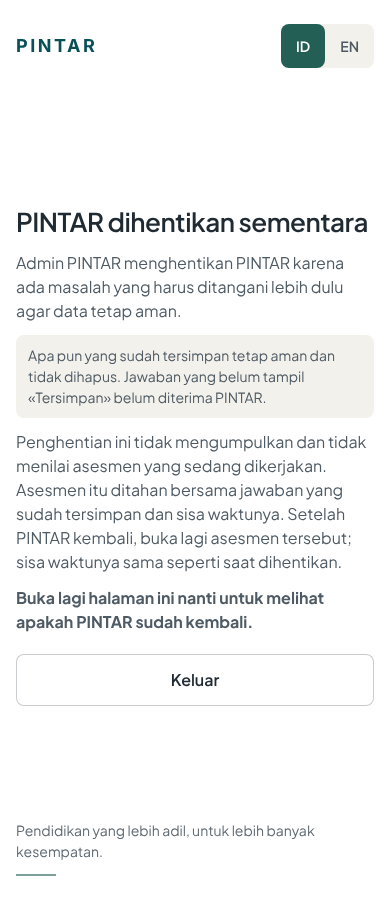 PINTAR
ID
EN
PINTAR dihentikan sementara
Admin PINTAR menghentikan PINTAR karena
ada masalah yang harus ditangani lebih dulu
agar data tetap aman.
Apa pun yang sudah tersimpan tetap aman dan
tidak dihapus. Jawaban yang belum tampil
«Tersimpan» belum diterima PINTAR.
Penghentian ini tidak mengumpulkan dan tidak
menilai asesmen yang sedang dikerjakan.
Asesmen itu ditahan bersama jawaban yang
sudah tersimpan dan sisa waktunya. Setelah
PINTAR kembali, buka lagi asesmen tersebut;
sisa waktunya sama seperti saat dihentikan.
Buka lagi halaman ini nanti untuk melihat
apakah PINTAR sudah kembali.
Keluar
Pendidikan yang lebih adil, untuk lebih banyak
kesempatan.